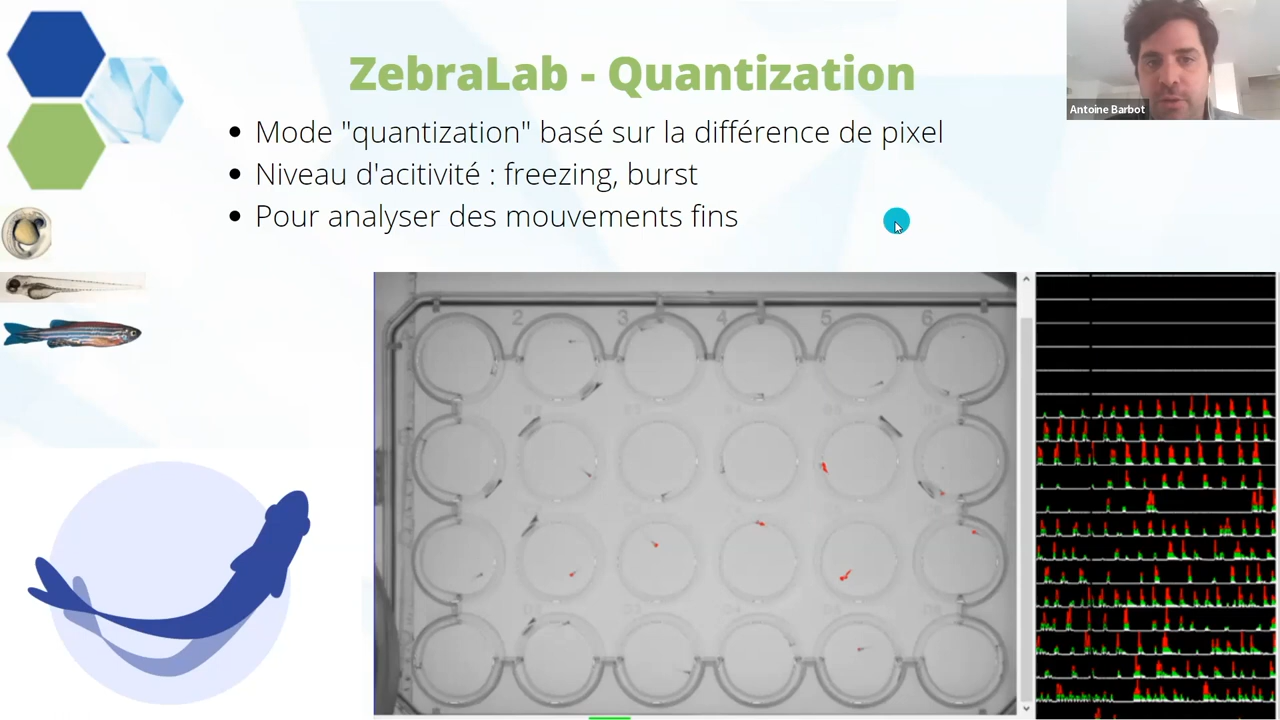 ZebraLab - Quantization
Antoine Barbot
Mode "quantization" basé sur la différence de pixel
Niveau d'acitivité : freezing, burst
Pour analyser des mouvements fins
2 3 4 5 6